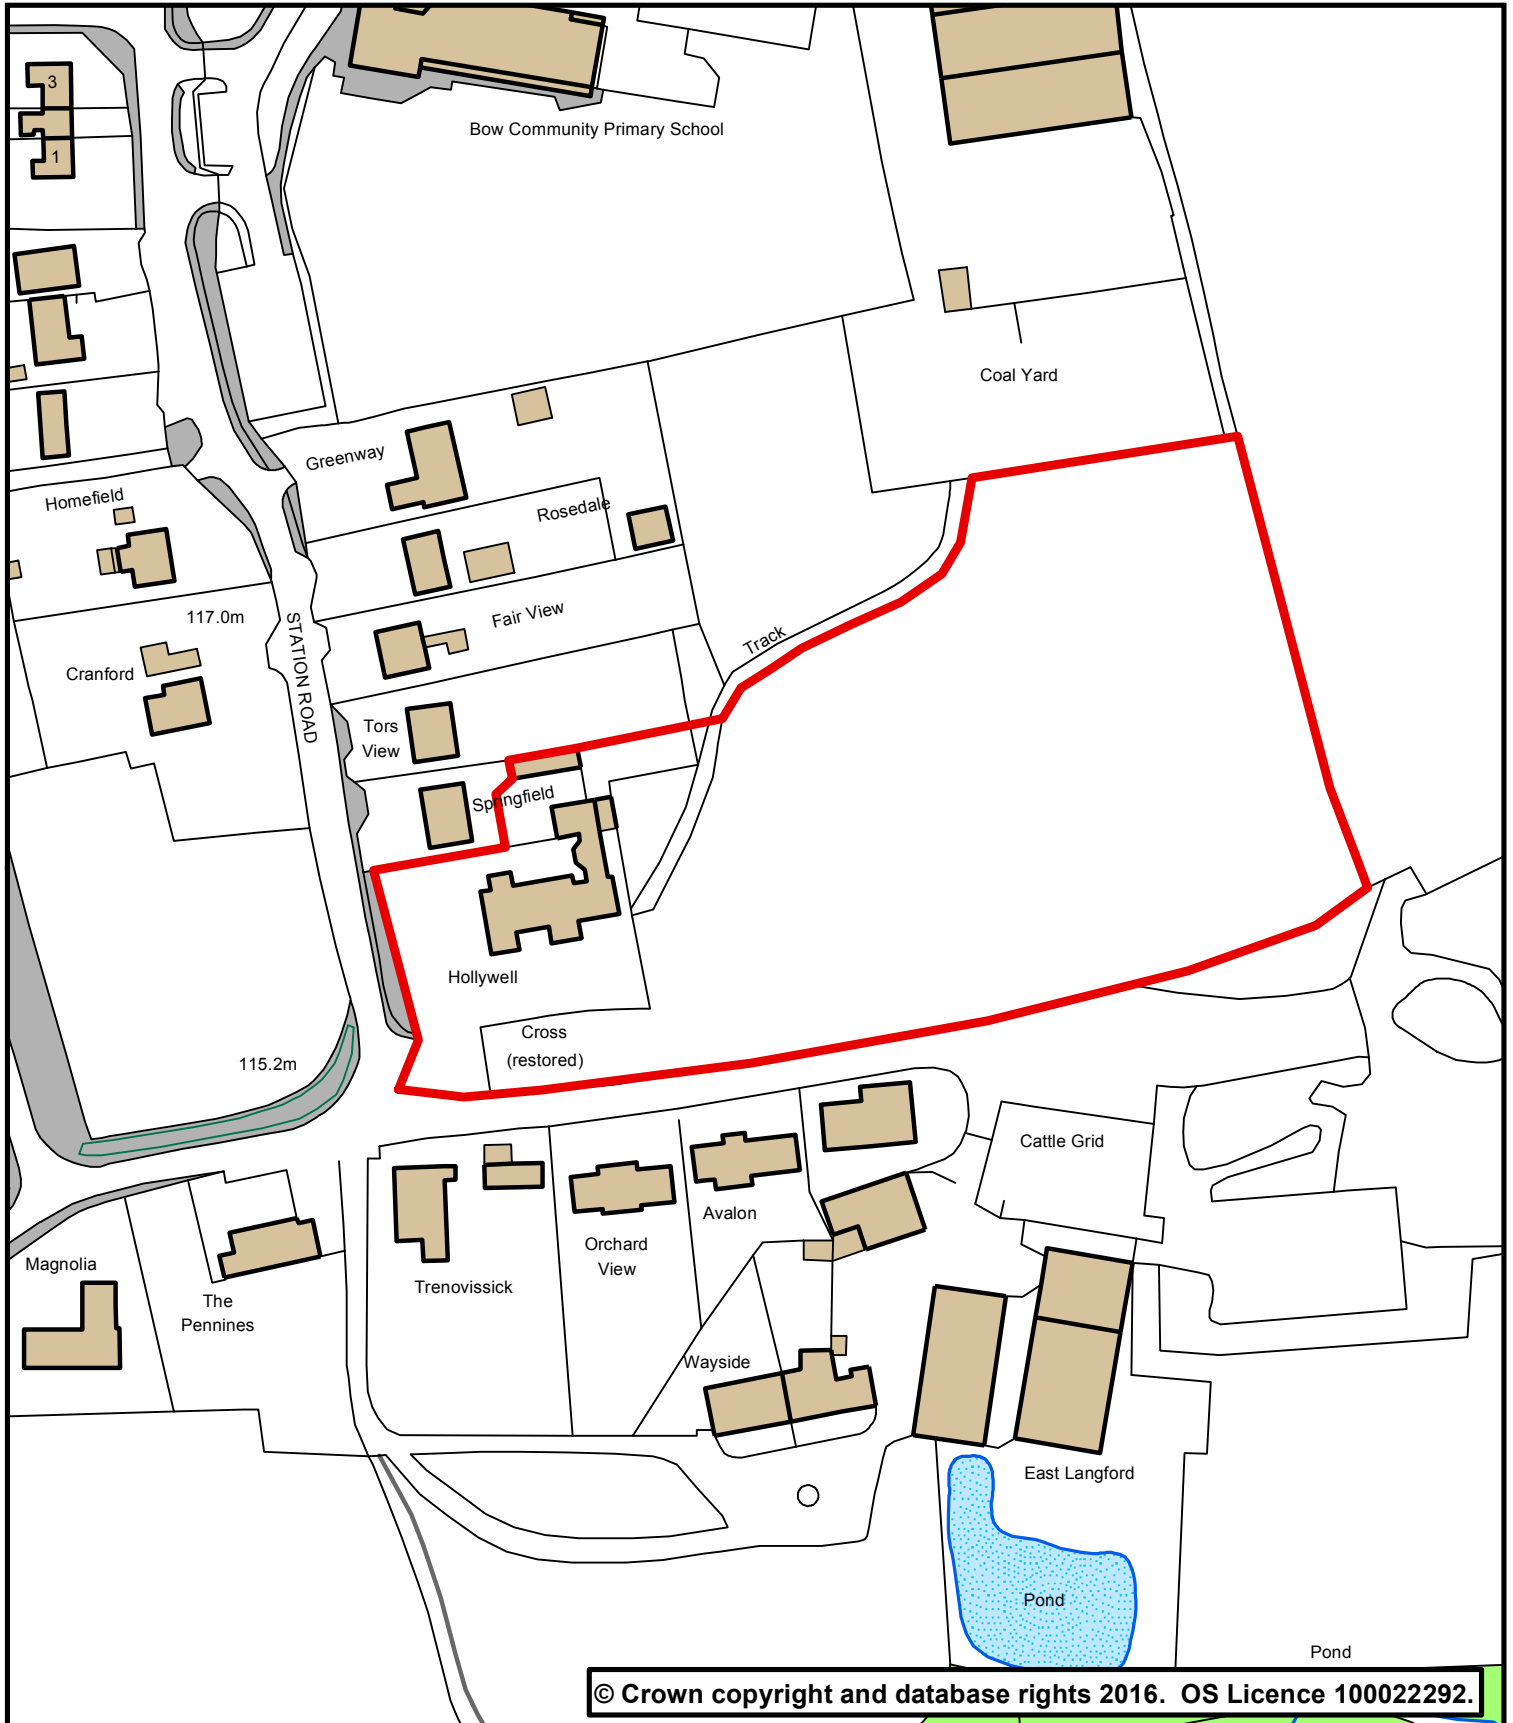 3
1
Bow Community Primary School
Coal Yard
Greenway
Homefield
Rosedale
Fair View
117.0m
STATION ROAD
Track
Cranford
Tors
View
Springfield
Hollywell
Cross
(restored)
115.2m
Cattle Grid
Avalon
Orchard
View
Magnolia
Trenovissick
The
Pennines
Wayside
East Langford
Pond
Pond
© Crown copyright and database rights 2016.  OS Licence 100022292.